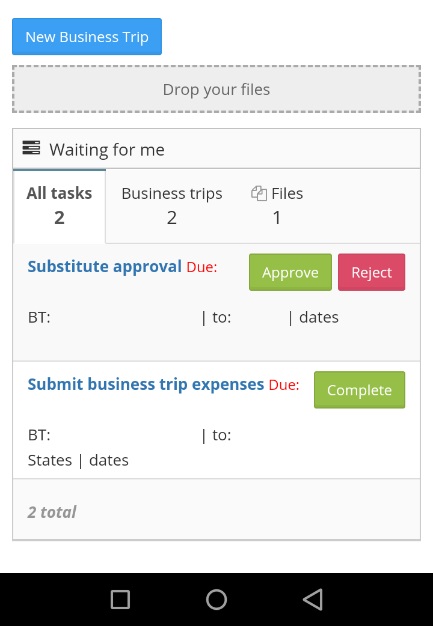 New Business Trip
Drop your files
Waiting for me
All tasks Business trips Files
2 2 1
Substitute approval Due: Approve Reject
BT: | to: | dates
Submit business trip expenses Due: Complete
BT: | to:
States | dates
2 total